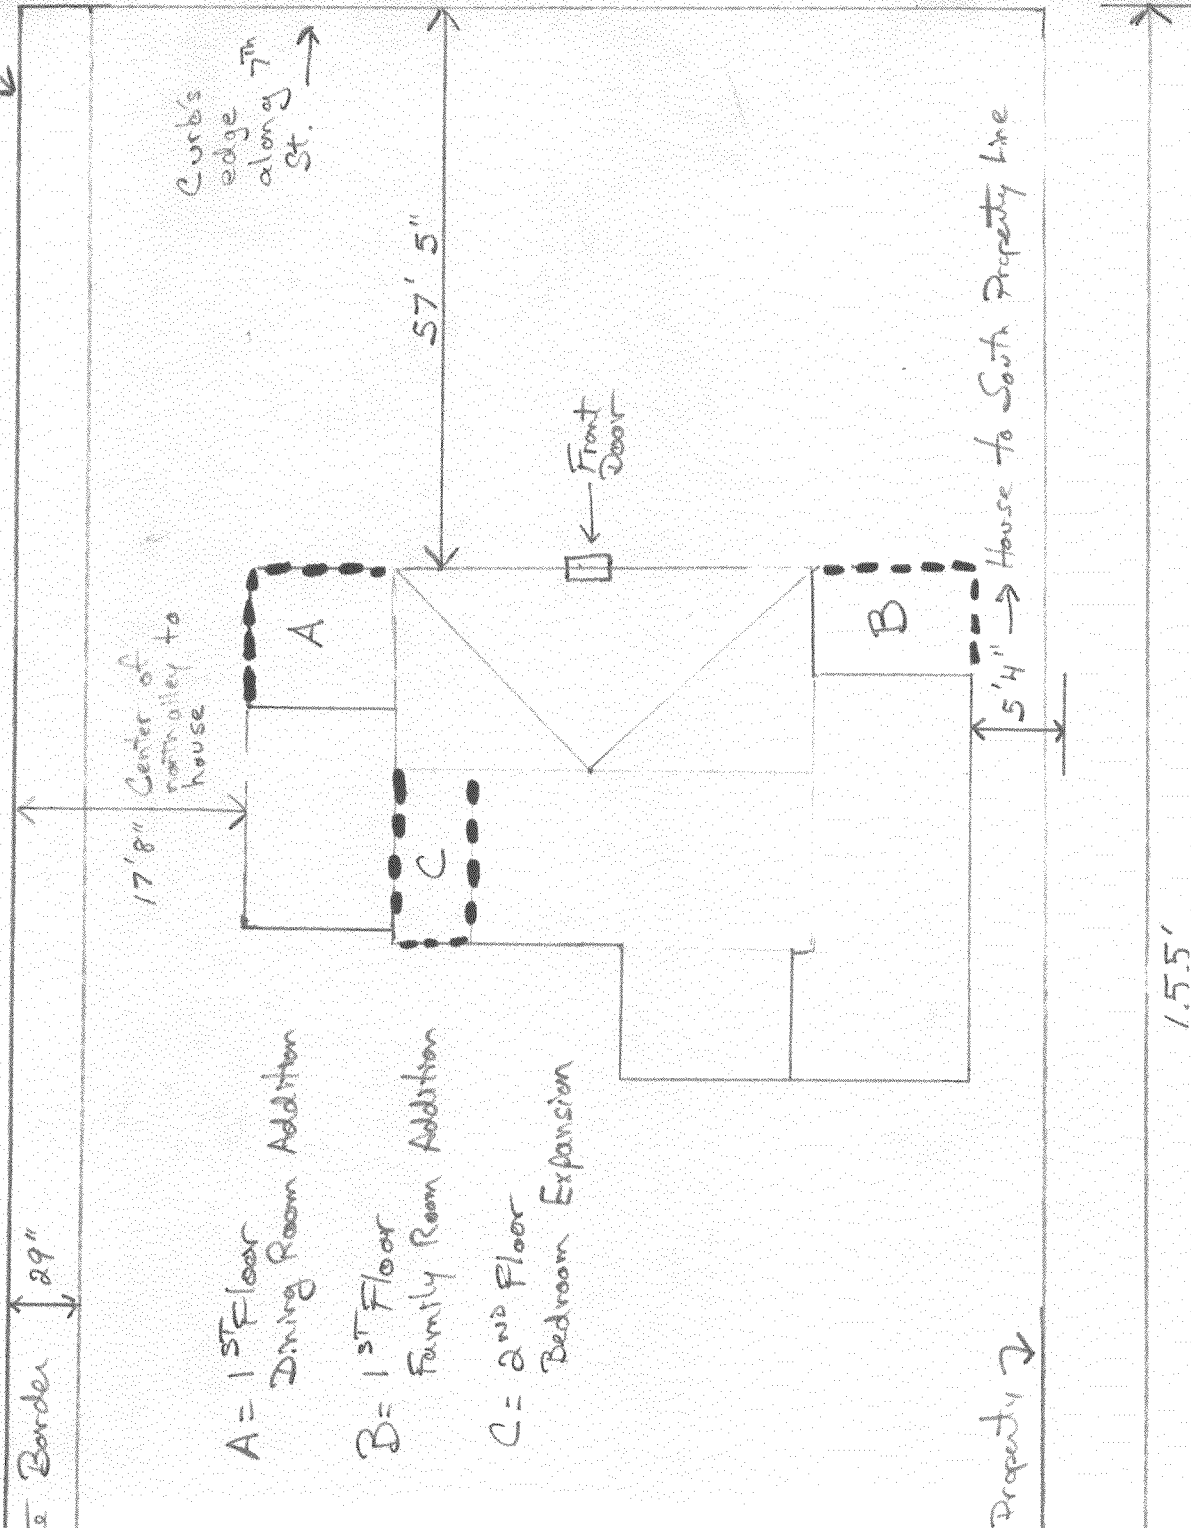 Curb's
edge
along 7th
St.
57' 5"
Front
Door
House to South Property Line
5'4"
A
B
C
17'8" Center of
north alley to
house
29"
Border
A = 1ST Floor
Dining Room Addition
B = 1ST Floor
Family Room Addition
C = 2ND Floor
Bedroom Expansion
Property
155'